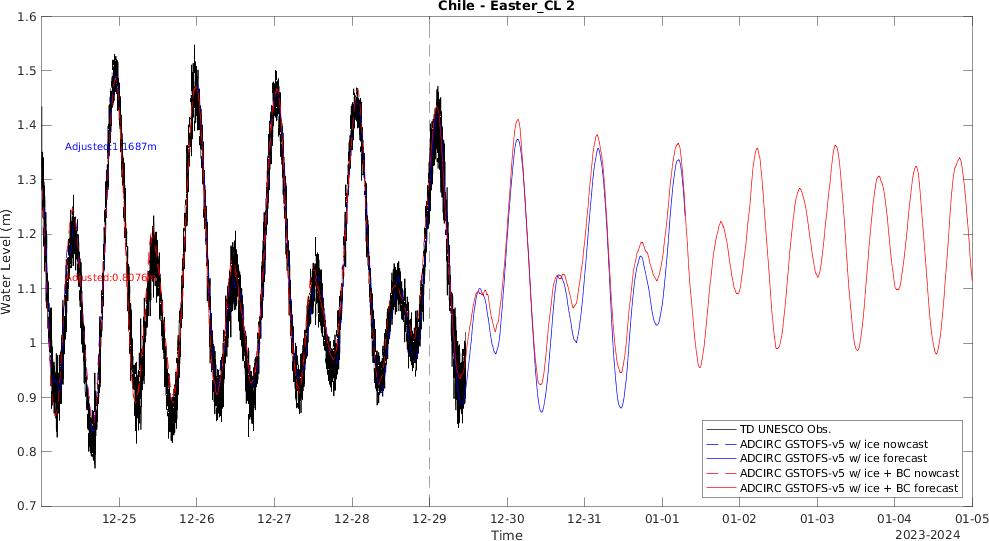 Chile - Easter_CL 2
Water Level (m)
1.6
1.5
1.4
1.3
1.2
1.1
1
0.9
0.8
0.7
Adjusted:1.1687m
TD UNESCO Obs.
ADCIRC GSTOFS-v5 w/ ice nowcast
ADCIRC GSTOFS-v5 w/ ice forecast
ADCIRC GSTOFS-v5 w/ ice + BC nowcast
ADCIRC GSTOFS-v5 w/ ice + BC forecast
12-25 12-26 12-27 12-28 12-29 12-30 12-31 01-01 01-02 01-03 01-04 01-05
Time
2023-2024